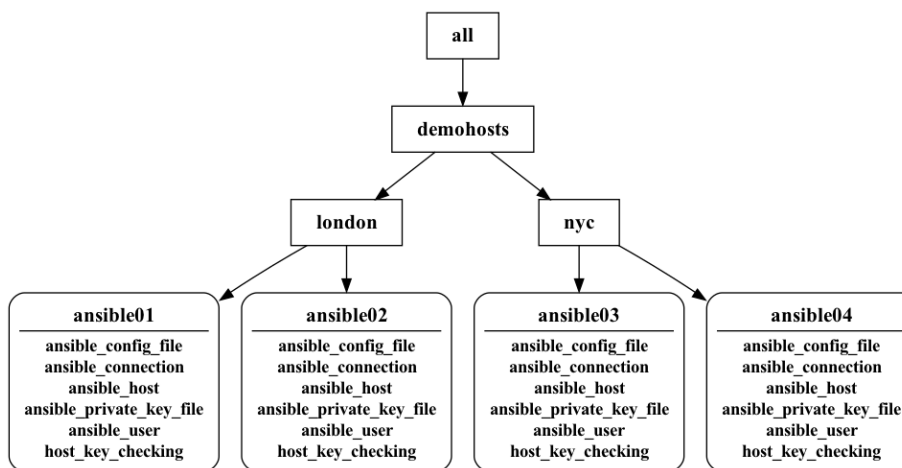 all
demohosts
london
nyc
ansible01
ansible_config_file
ansible_connection
ansible_host
ansible_private_key_file
ansible_user
host_key_checking
ansible02
ansible_config_file
ansible_connection
ansible_host
ansible_private_key_file
ansible_user
host_key_checking
ansible03
ansible_config_file
ansible_connection
ansible_host
ansible_private_key_file
ansible_user
host_key_checking
ansible04
ansible_config_file
ansible_connection
ansible_host
ansible_private_key_file
ansible_user
host_key_checking